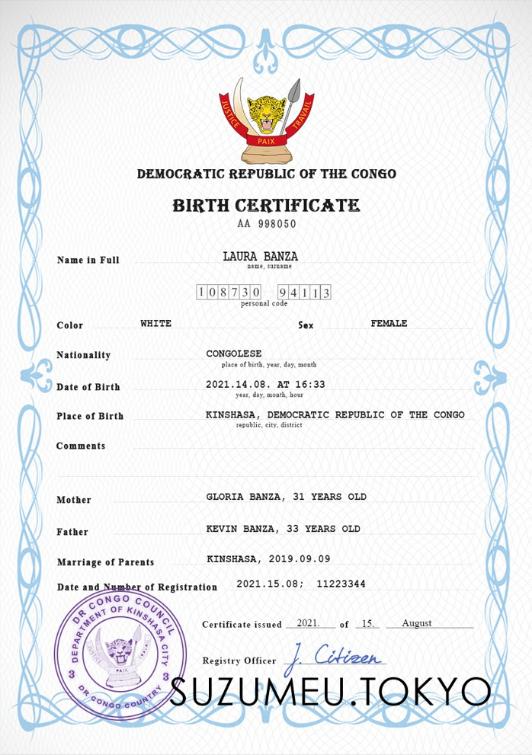 JUSTICE PAIX TRAVAIL
DEMOCRATIC REPUBLIC OF THE CONGO
BIRTH CERTIFICATE
AA 998050
Name in Full LAURA BANZA
name, surname
108730 94113
personal code
Color WHITE Sex FEMALE
Nationality CONGOLESE
place of birth, year, day, month
Date of Birth 2021.14.08. AT 16:33
year, day, month, hour
Place of Birth KINSHASA, DEMOCRATIC REPUBLIC OF THE CONGO
republic, city, district
Comments
Mother GLORIA BANZA, 31 YEARS OLD
Father KEVIN BANZA, 33 YEARS OLD
Marriage of Parents KINSHASA, 2019.09.09
Date and Number of Registration 2021.15.08; 11223344
DR CONGO COUNCIL
DEPARTMENT OF KINSHASA CITY
3 3
PAIX
DR CONGO COUNTRY
Certificate issued 2021. of 15. August
Registry Officer J. Citizen
SUZUMEU.TOKYO